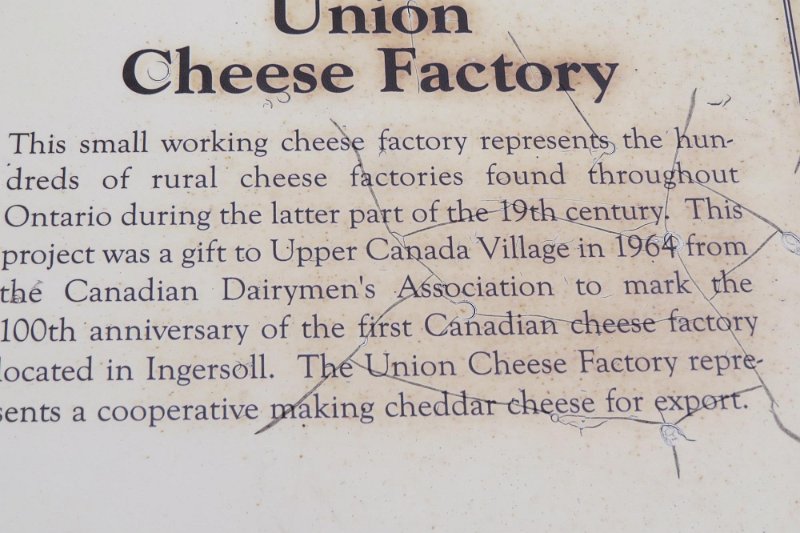 Union
Cheese Factory
This small working cheese factory represents the hun-
dreds of rural cheese factories found throughout
Ontario during the latter part of the 19th century. This
project was a gift to Upper Canada Village in 1964 from
the Canadian Dairymen's Association to mark the
100th anniversary of the first Canadian cheese factory
located in Ingersoll. The Union Cheese Factory repre-
sents a cooperative making cheddar cheese for export.